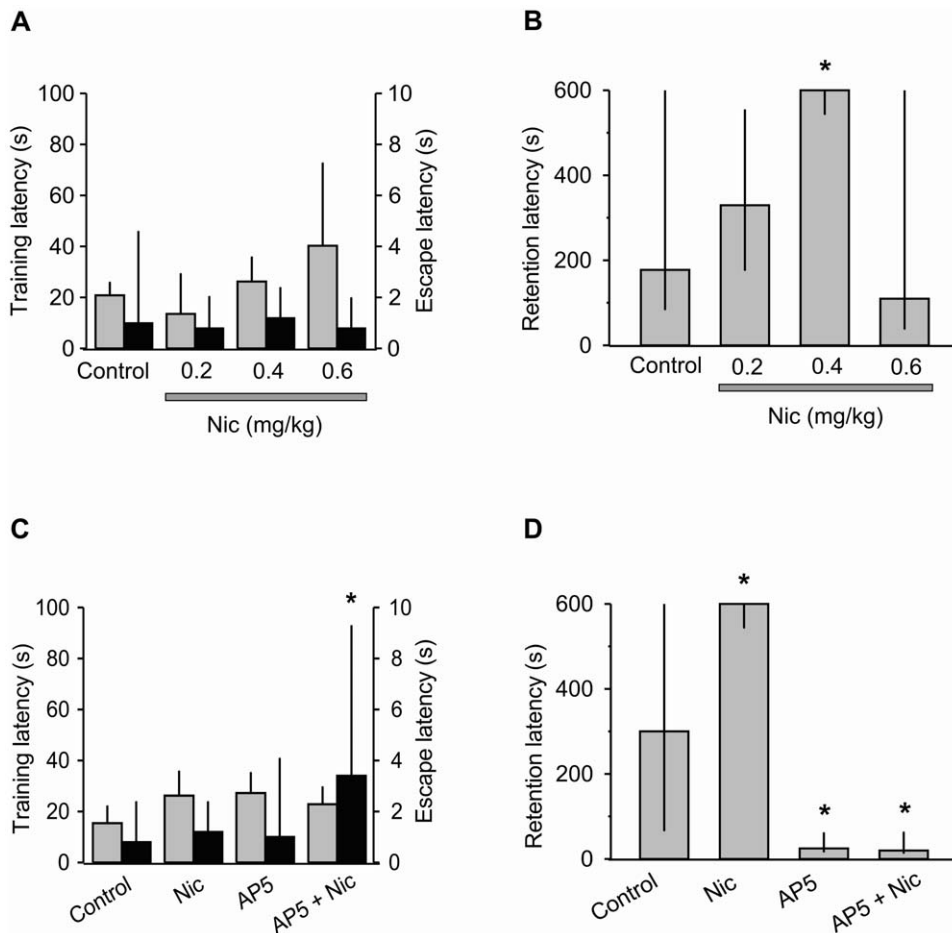 A
Training latency (s)
100
80
60
40
20
0
10
8
6
4
2
0
Escape latency (s)
Control
0.2
0.4
0.6
Nic (mg/kg)
B
Retention latency (s)
600
400
200
0
*
Control
0.2
0.4
0.6
Nic (mg/kg)
C
Training latency (s)
100
80
60
40
20
0
*
10
8
6
4
2
0
Escape latency (s)
Control
Nic
AP5
AP5 + Nic
D
Retention latency (s)
600
400
200
0
*
*
*
Control
Nic
AP5
AP5 + Nic